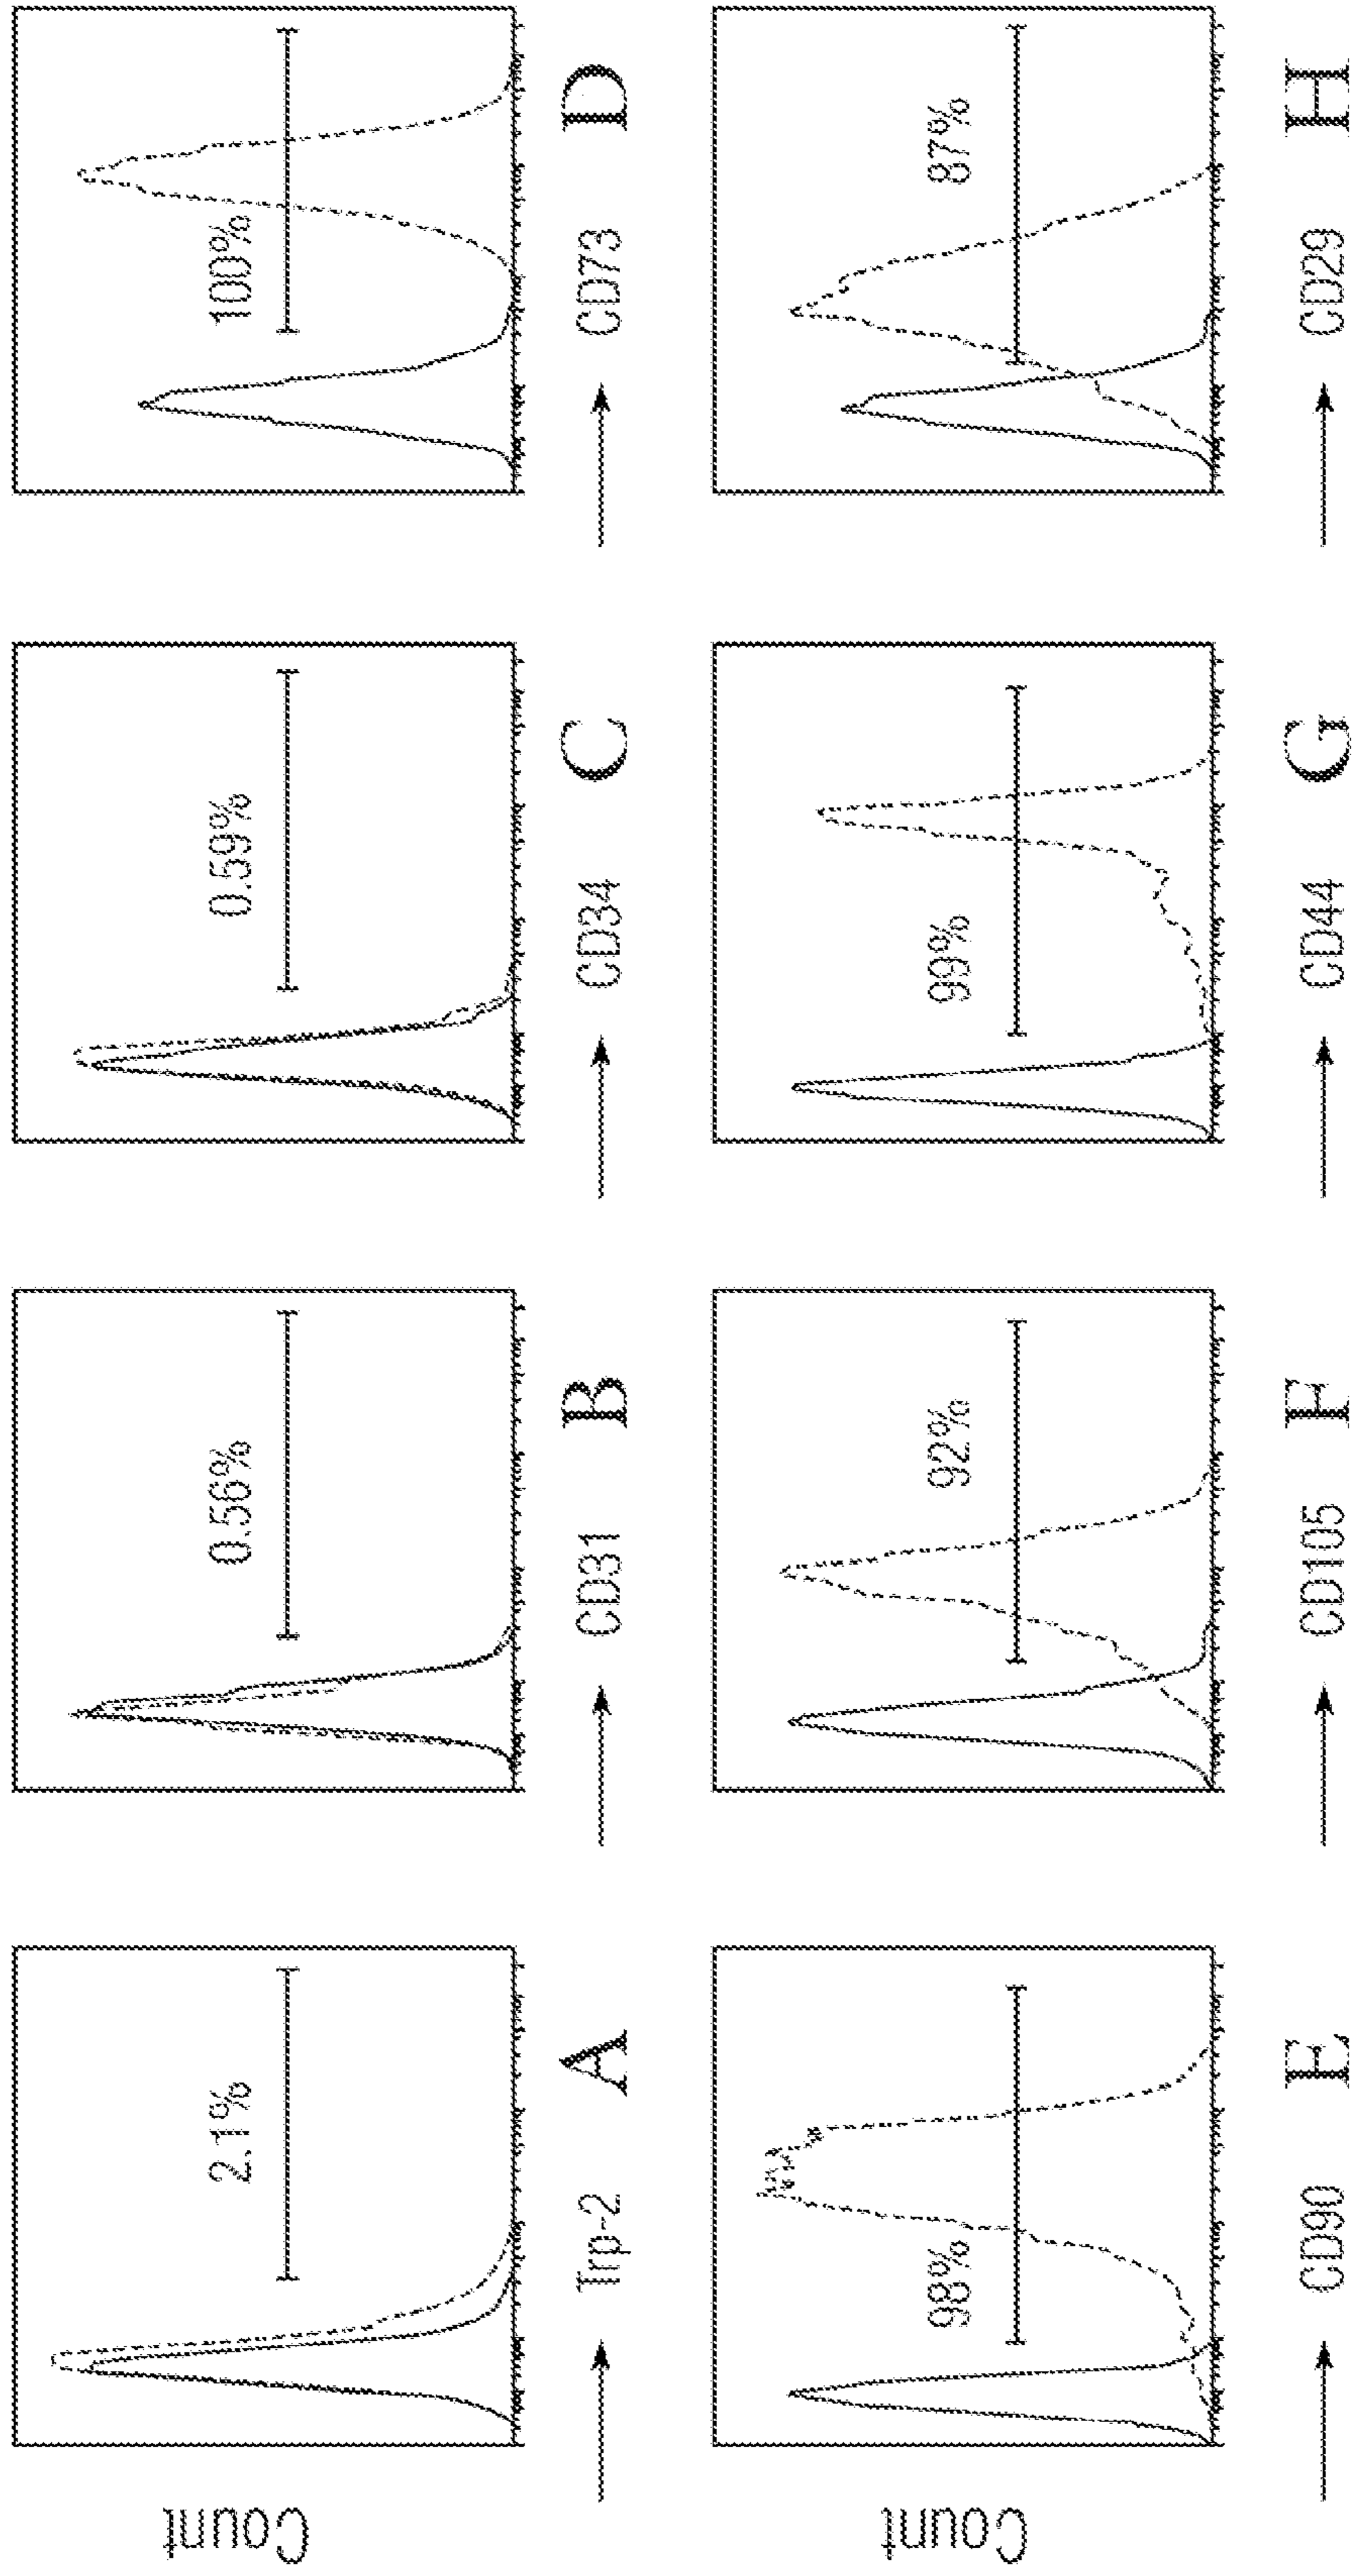 Count
2.1%
0.56%
0.59%
100%
Trp-2 A
CD31 B
CD34 C
CD73 D
Count
98%
92%
99%
87%
CD90 E
CD105 F
CD44 G
CD29 H